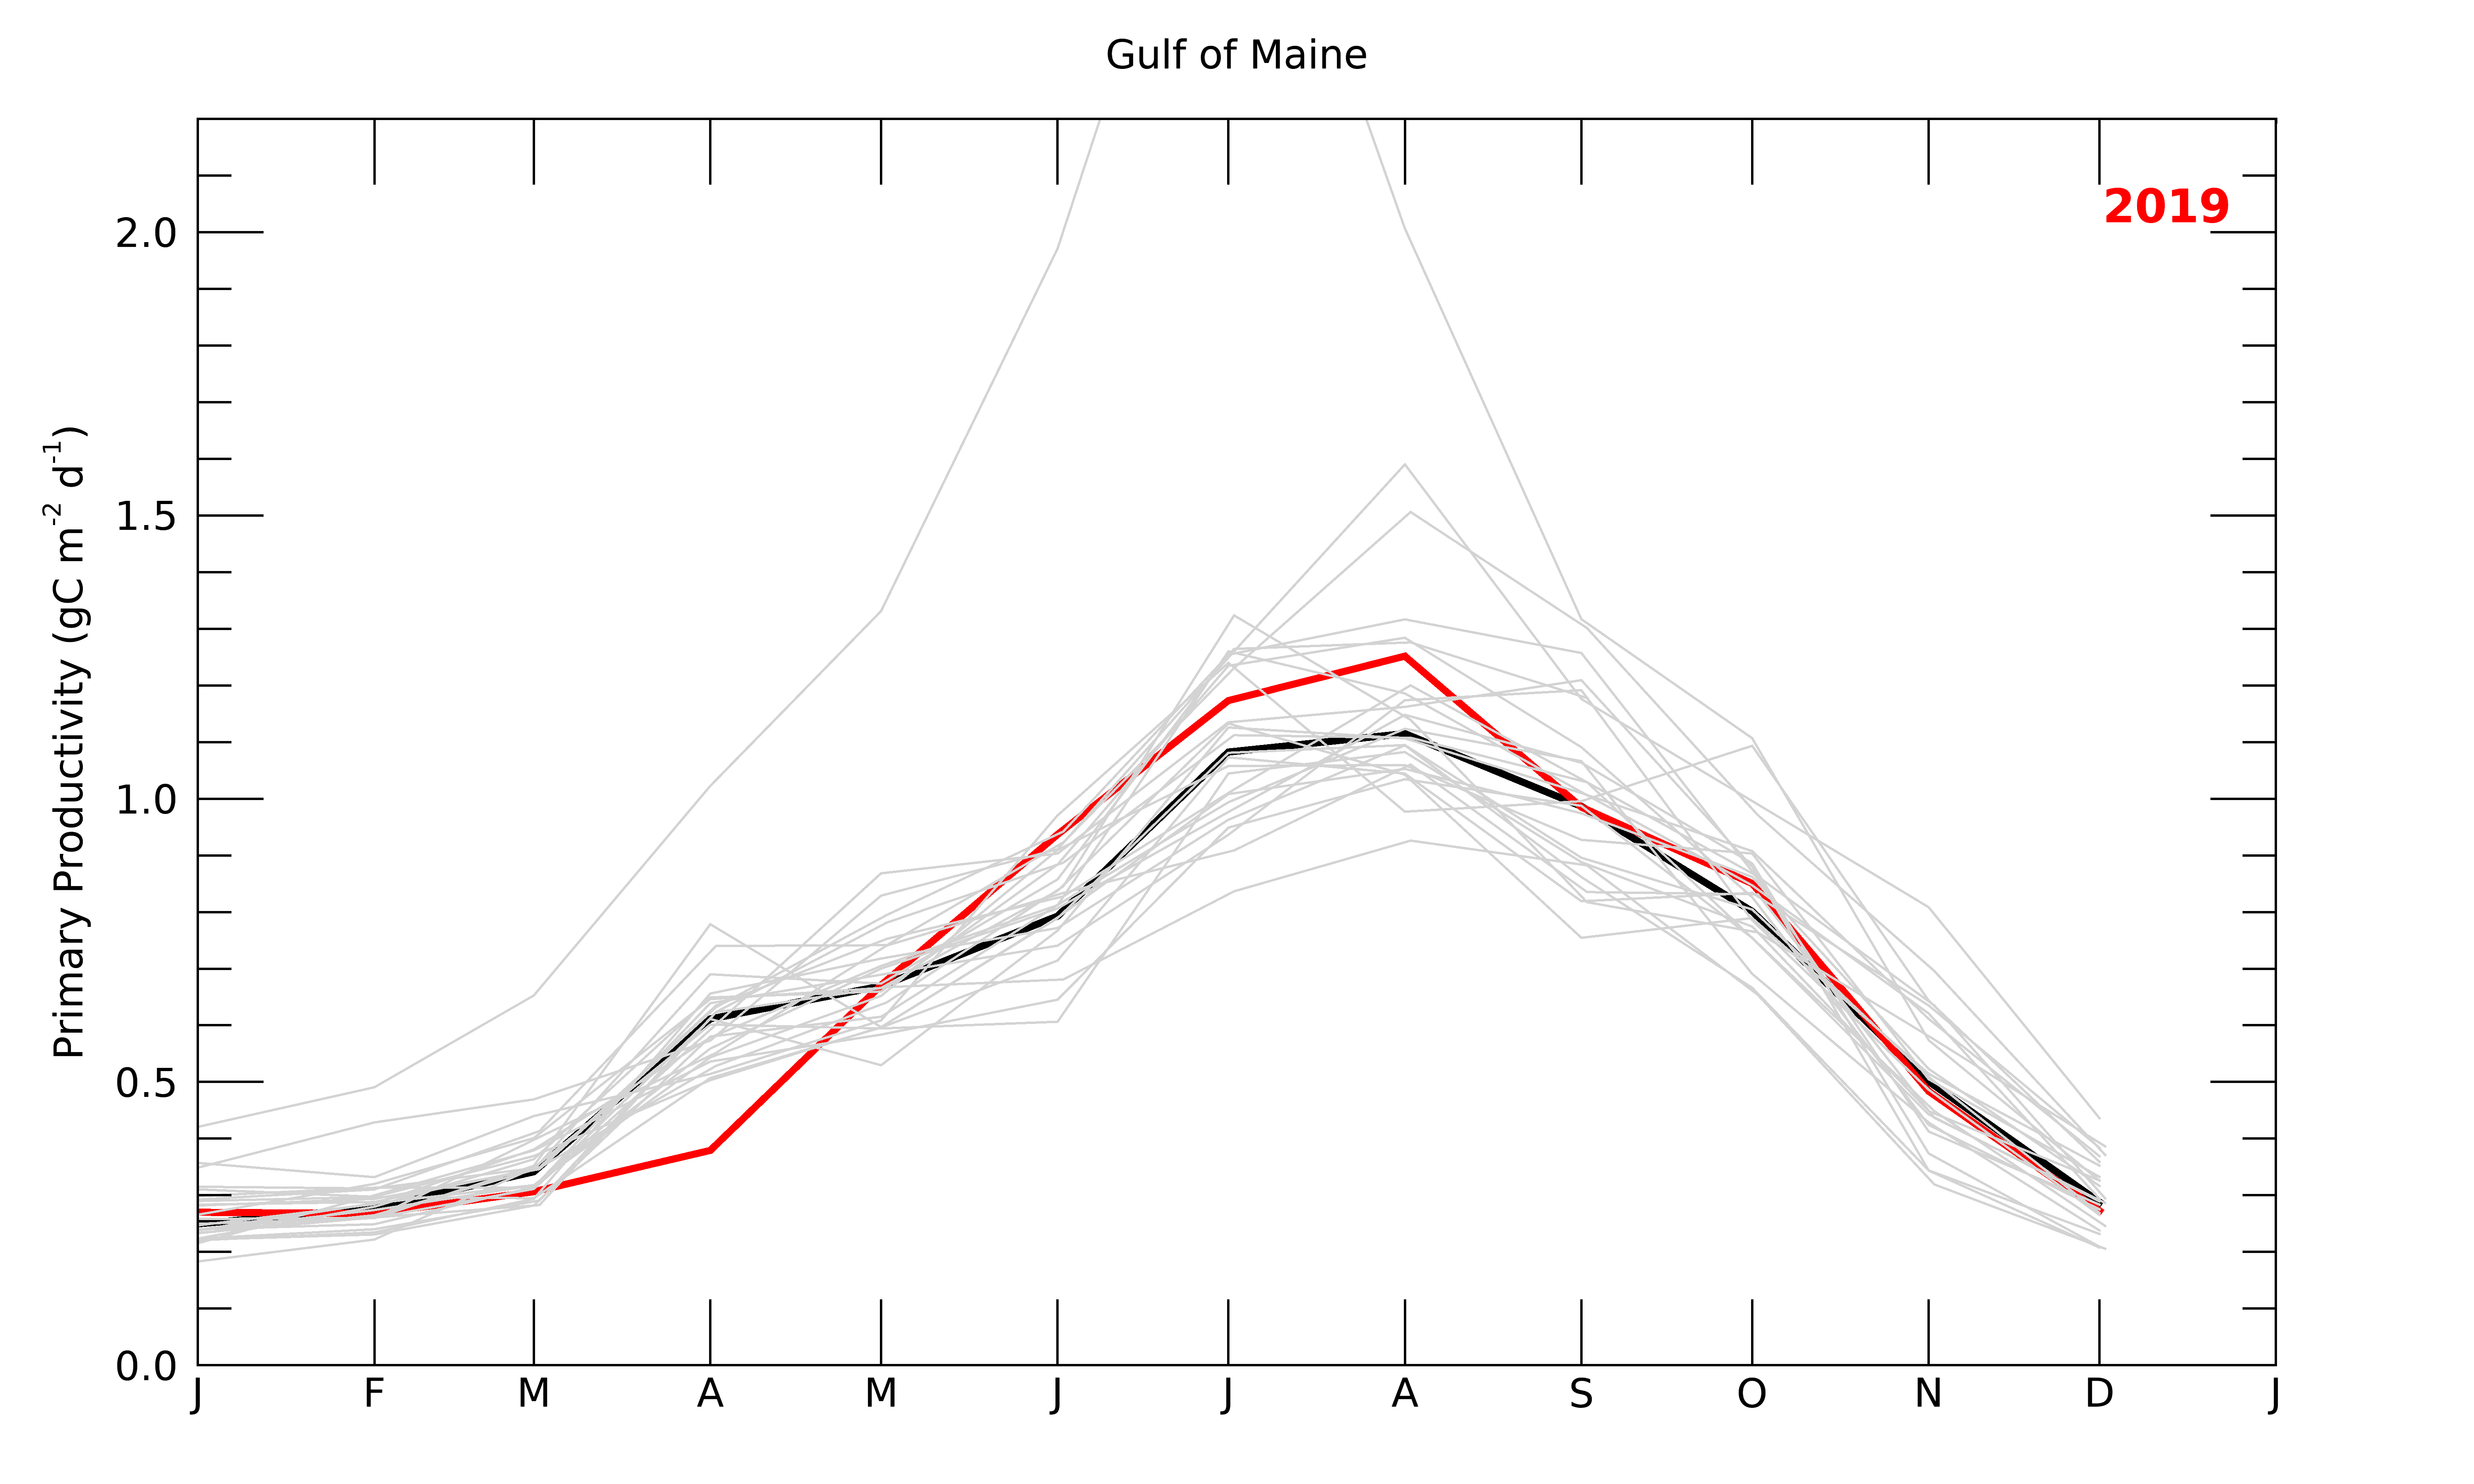 Gulf of Maine
2019
Primary Productivity (gC m⁻² d⁻¹)
2.0
1.5
1.0
0.5
0.0
J F M A M J J A S O N D J